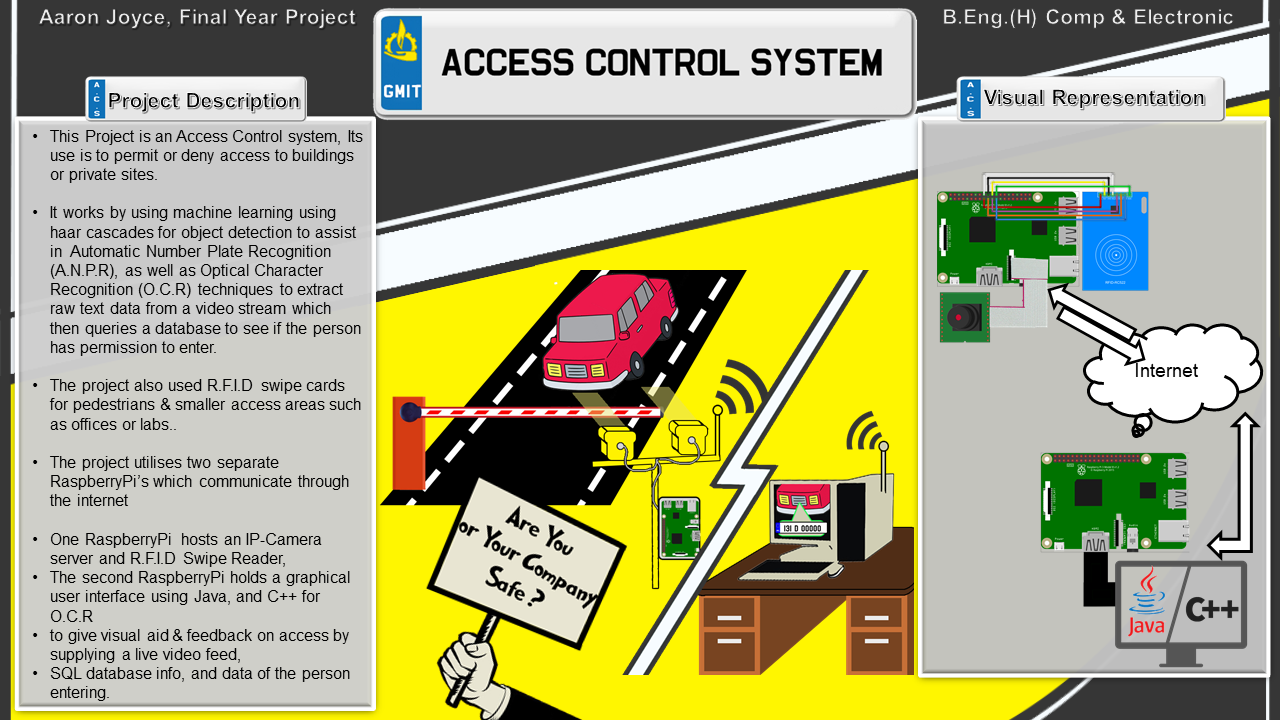 Aaron Joyce, Final Year Project
B.Eng.(H) Comp & Electronic
GMIT
ACCESS CONTROL SYSTEM
A.C.S
Project Description
• This Project is an Access Control system, Its
use is to permit or deny access to buildings
or private sites.
• It works by using machine learning using
haar cascades for object detection to assist
in Automatic Number Plate Recognition
(A.N.P.R), as well as Optical Character
Recognition (O.C.R) techniques to extract
raw text data from a video stream which
then queries a database to see if the person
has permission to enter.
• The project also used R.F.I.D swipe cards
for pedestrians & smaller access areas such
as offices or labs..
• The project utilises two separate
RaspberryPi's which communicate through
the internet
• One RasberryPi hosts an IP-Camera
server and R.F.I.D Swipe Reader,
• The second RaspberryPi holds a graphical
user interface using Java, and C++ for
O.C.R
• to give visual aid & feedback on access by
supplying a live video feed,
• SQL database info, and data of the person
entering.
Are You
or Your Company
Safe?
131 D 00000
A.C.S
Visual Representation
Internet
Java
C++